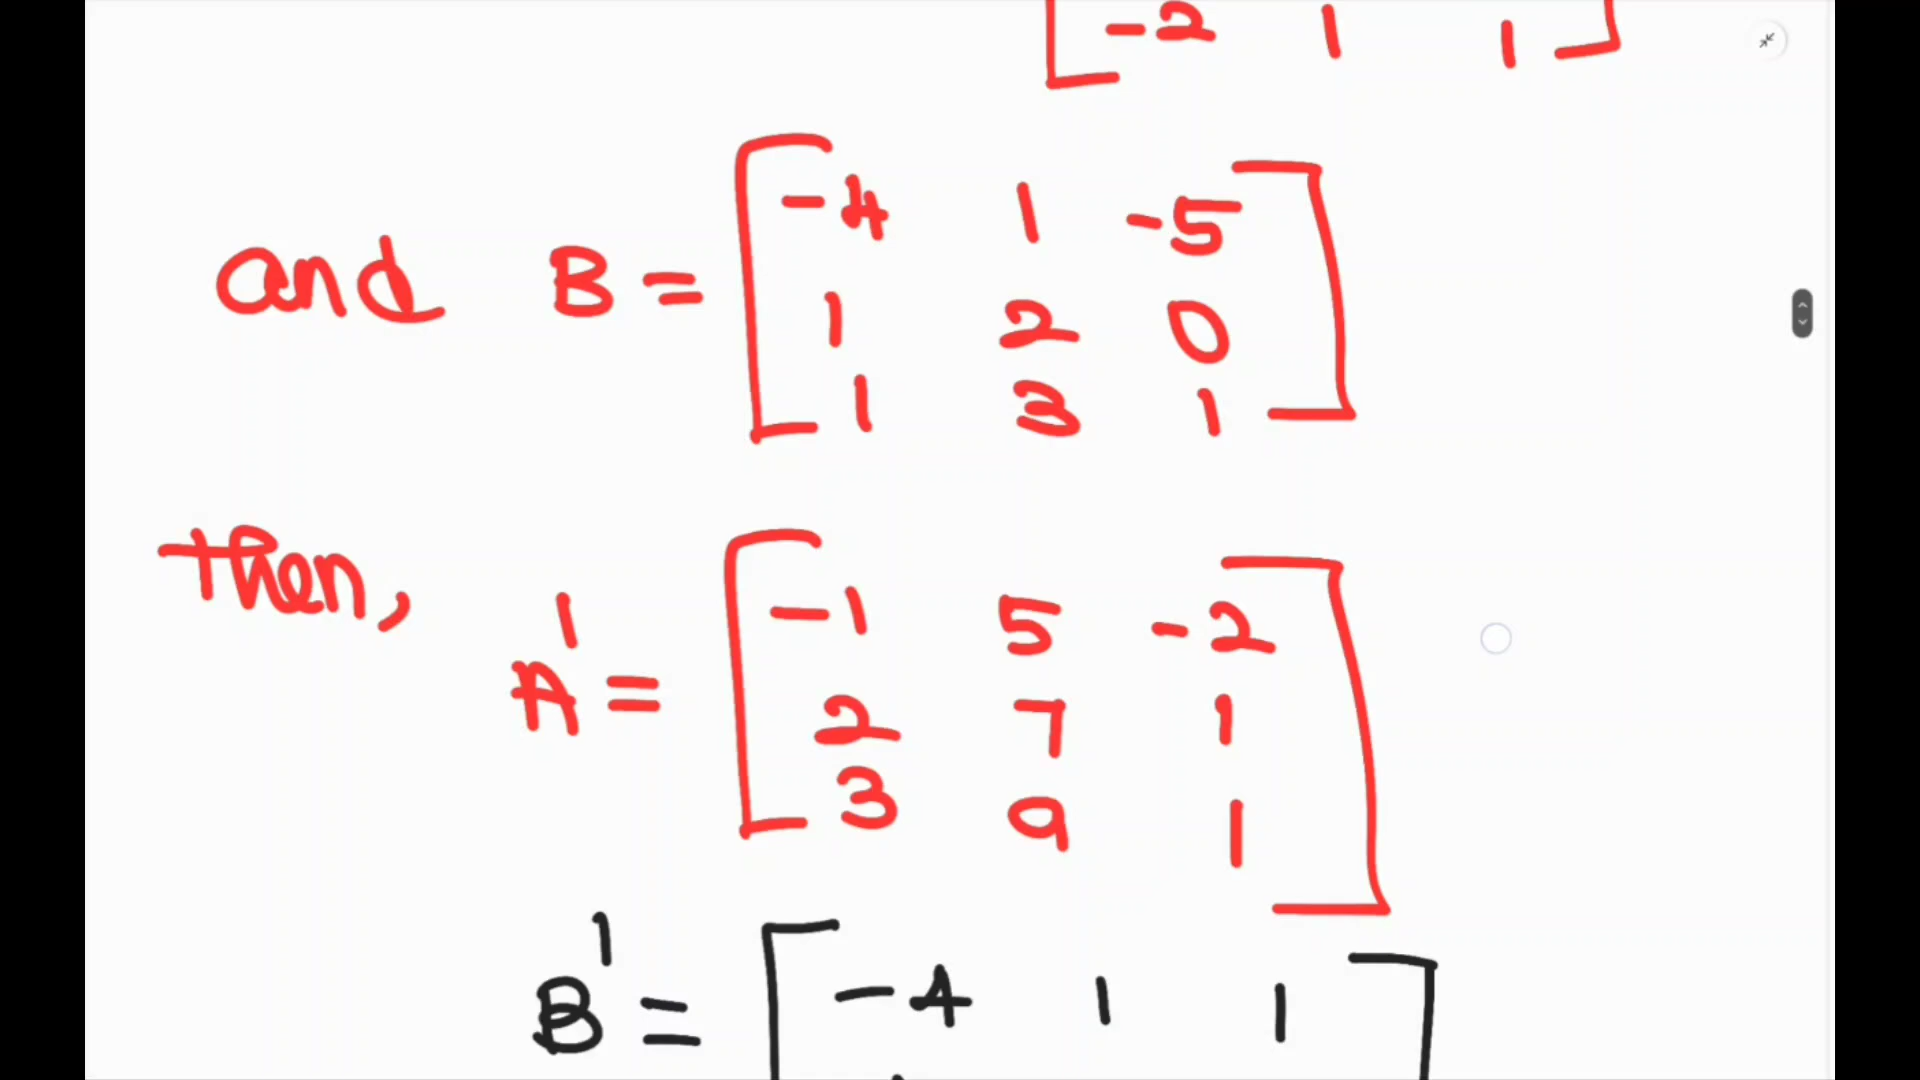 -2 1 1
-4 1 -5
and B = 1 2 0
1 3 1
then,
-1 5 -2
A' = 2 7 1
3 9 1
B' = -4 1 1